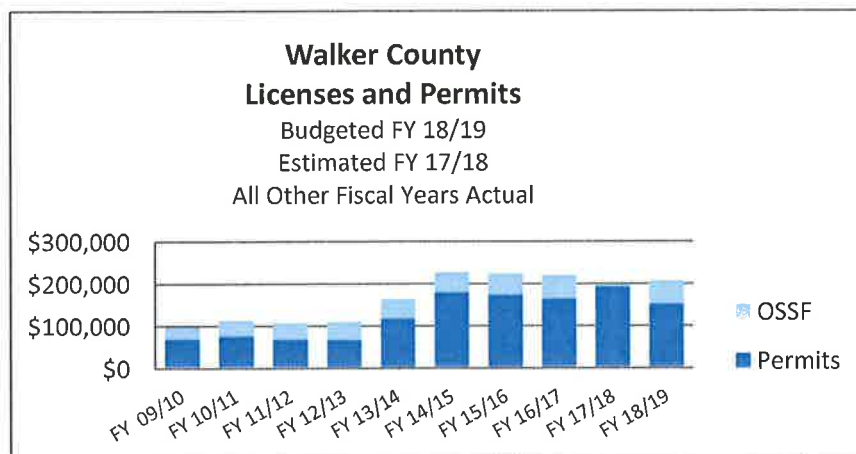 Walker County
Licenses and Permits
Budgeted FY 18/19
Estimated FY 17/18
All Other Fiscal Years Actual
$300,000
$200,000
$100,000
$0
OSSF
Permits
FY 09/10
FY 10/11
FY 11/12
FY 12/13
FY 13/14
FY 14/15
FY 15/16
FY 16/17
FY 17/18
FY 18/19